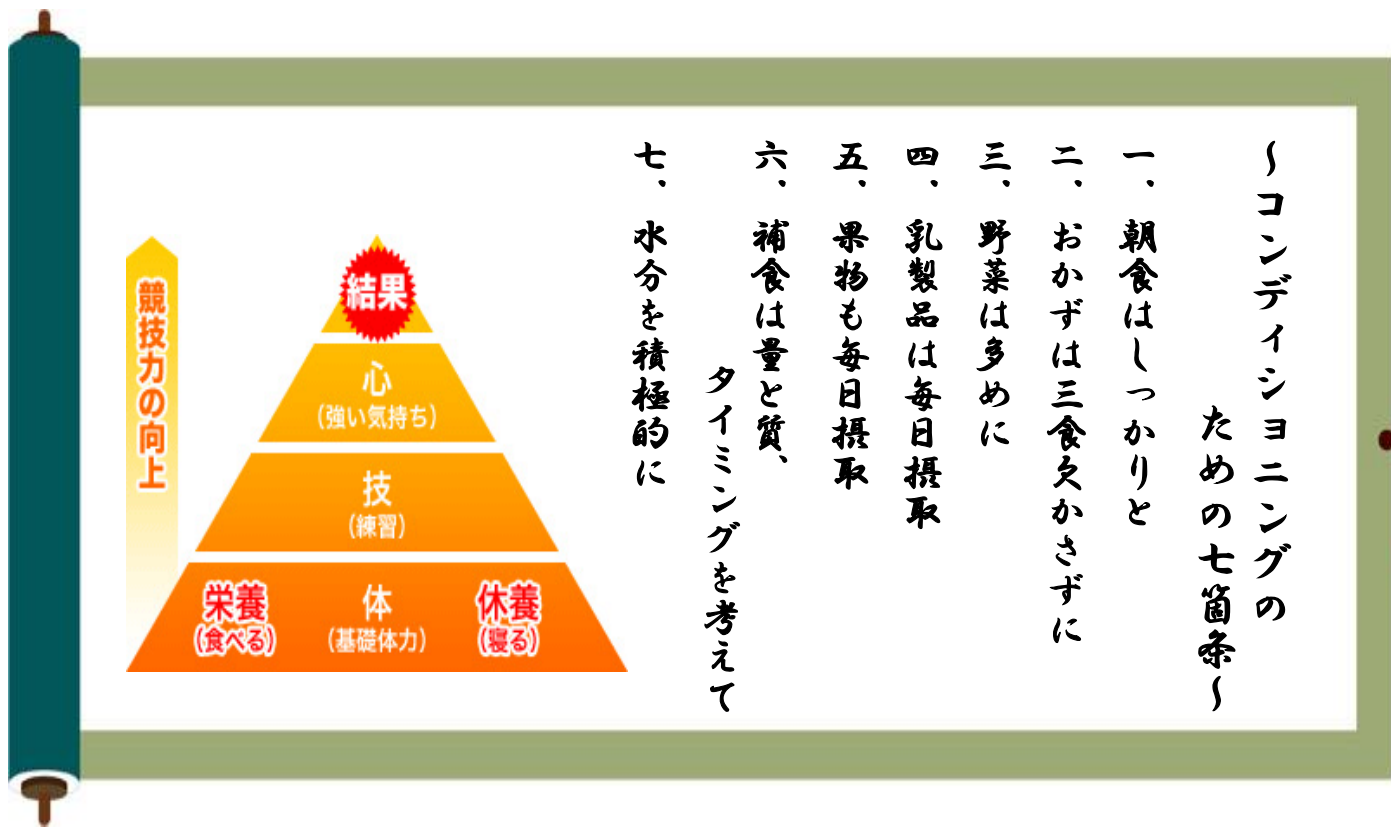 ～コンディショニングの
ための七箇条～
一、朝食はしっかりと
二、おかずは三食欠かさずに
三、野菜は多めに
四、乳製品は毎日摂取
五、果物も毎日摂取
六、補食は量と質、
タイミングを考えて
七、水分を積極的に
競技力の向上
結果
心
（強い気持ち）
技
（練習）
栄養
（食べる）
体
（基礎体力）
休養
（寝る）